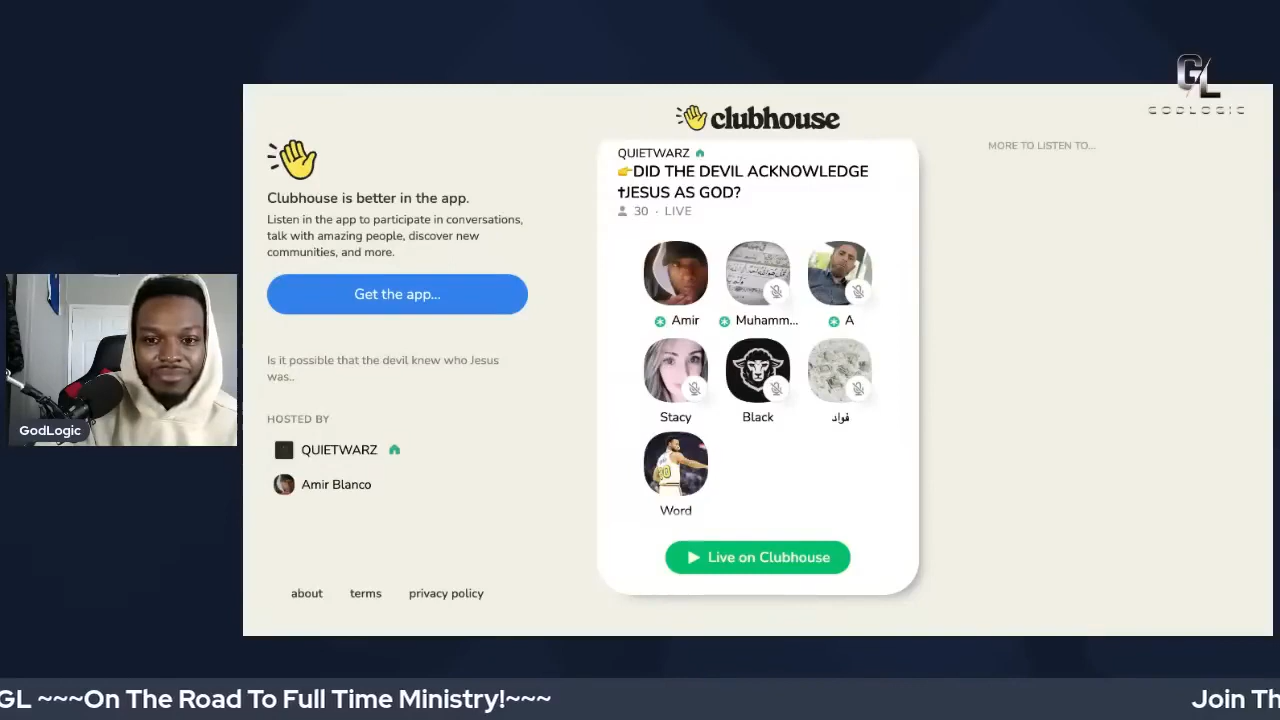 GL
GODLOGIC
clubhouse
MORE TO LISTEN TO...
Clubhouse is better in the app.
Listen in the app to participate in conversations,
talk with amazing people, discover new
communities, and more.
Get the app...
Is it possible that the devil knew who Jesus
was..
HOSTED BY
QUIETWARZ
Amir Blanco
about terms privacy policy
QUIETWARZ
👉DID THE DEVIL ACKNOWLEDGE
✝JESUS AS GOD?
30 · LIVE
Amir Muhamm... A
Stacy Black فواد
30
Word
Live on Clubhouse
GodLogic
GL ~~~On The Road To Full Time Ministry!~~~
Join Th